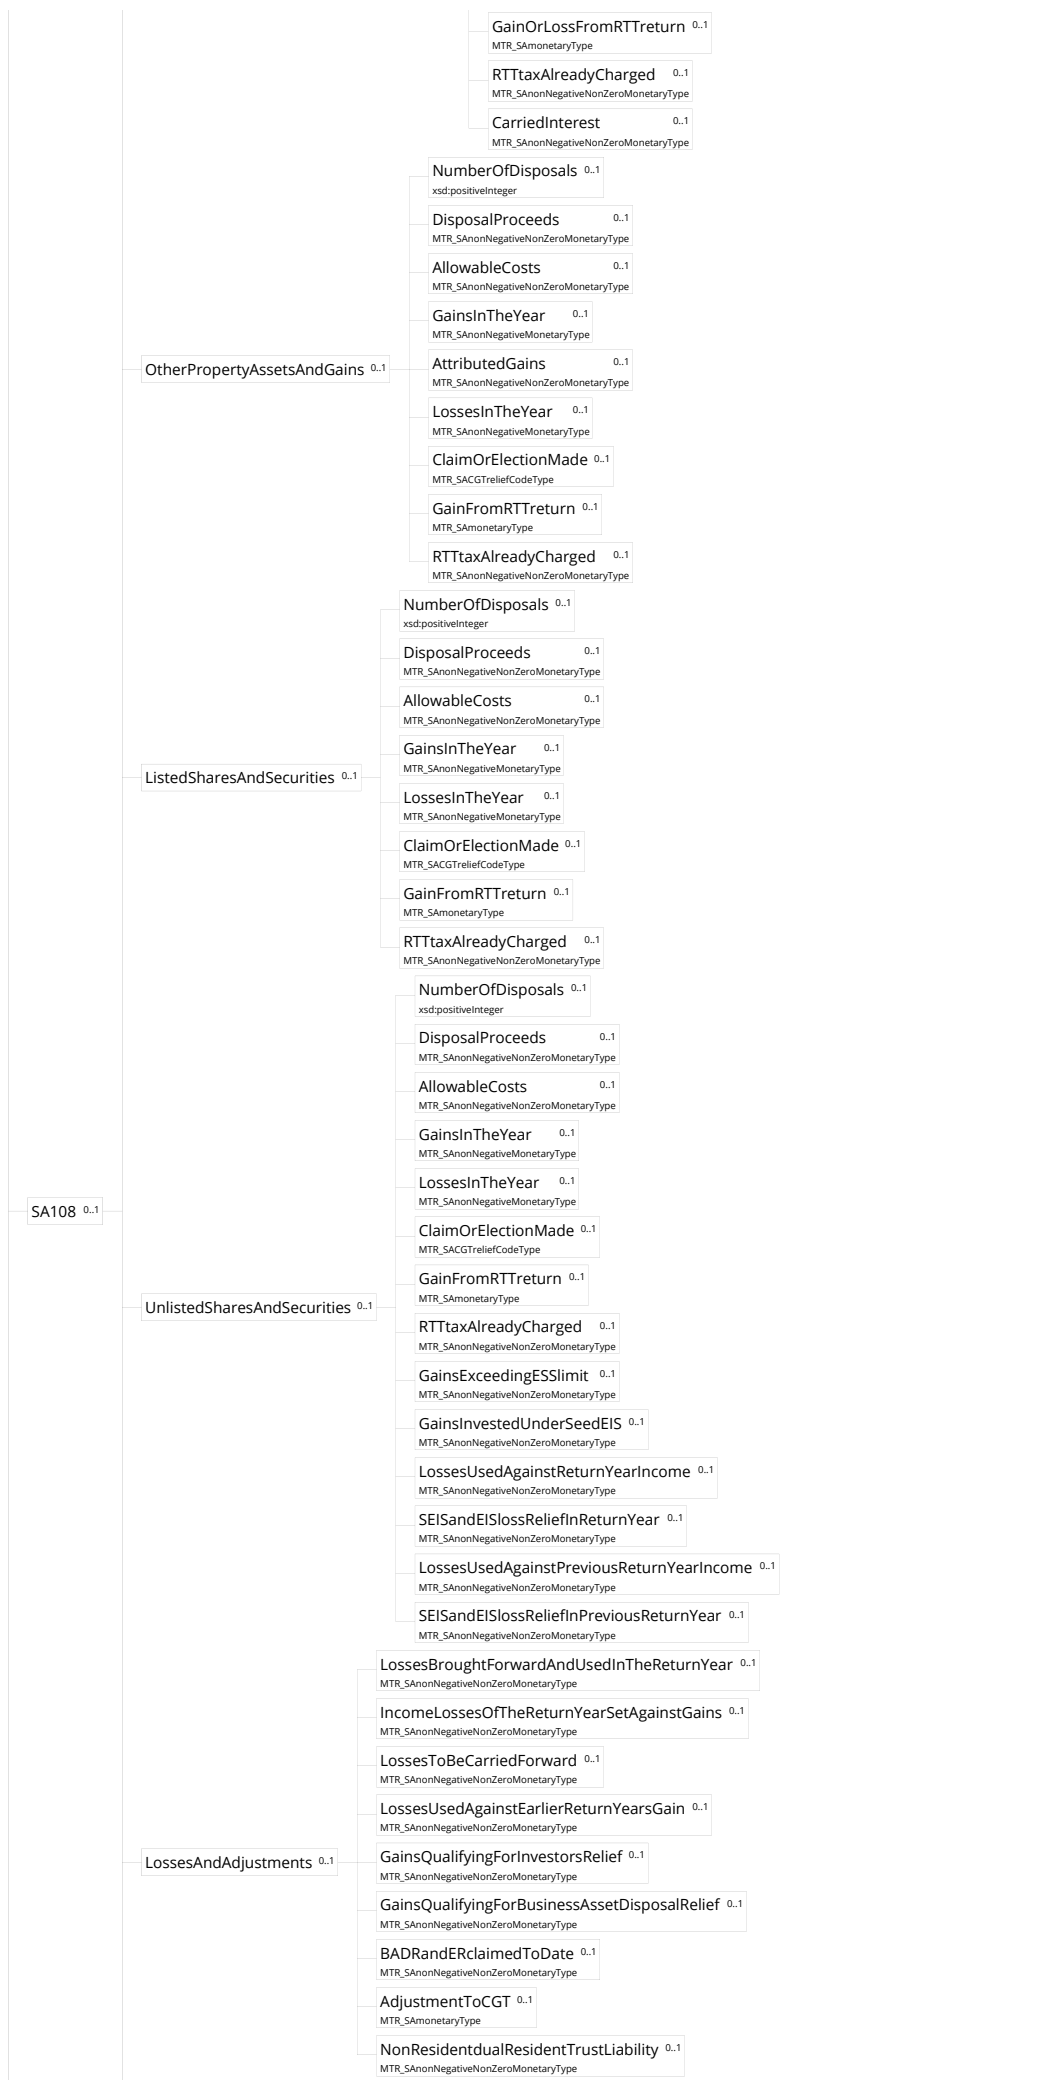 GainOrLossFromRTTreturn 0..1
MTR_SAmonetaryType
RTTtaxAlreadyCharged 0..1
MTR_SAnonNegativeNonZeroMonetaryType
CarriedInterest 0..1
MTR_SAnonNegativeNonZeroMonetaryType
NumberOfDisposals 0..1
xsd:positiveInteger
DisposalProceeds 0..1
MTR_SAnonNegativeNonZeroMonetaryType
AllowableCosts 0..1
MTR_SAnonNegativeNonZeroMonetaryType
GainsInTheYear 0..1
MTR_SAnonNegativeMonetaryType
OtherPropertyAssetsAndGains 0..1
AttributedGains 0..1
MTR_SAnonNegativeNonZeroMonetaryType
LossesInTheYear 0..1
MTR_SAnonNegativeMonetaryType
ClaimOrElectionMade 0..1
MTR_SACGTreliefCodeType
GainFromRTTreturn 0..1
MTR_SAmonetaryType
RTTtaxAlreadyCharged 0..1
MTR_SAnonNegativeNonZeroMonetaryType
NumberOfDisposals 0..1
xsd:positiveInteger
DisposalProceeds 0..1
MTR_SAnonNegativeNonZeroMonetaryType
AllowableCosts 0..1
MTR_SAnonNegativeNonZeroMonetaryType
GainsInTheYear 0..1
MTR_SAnonNegativeMonetaryType
ListedSharesAndSecurities 0..1
LossesInTheYear 0..1
MTR_SAnonNegativeMonetaryType
ClaimOrElectionMade 0..1
MTR_SACGTreliefCodeType
GainFromRTTreturn 0..1
MTR_SAmonetaryType
RTTtaxAlreadyCharged 0..1
MTR_SAnonNegativeNonZeroMonetaryType
NumberOfDisposals 0..1
xsd:positiveInteger
DisposalProceeds 0..1
MTR_SAnonNegativeNonZeroMonetaryType
AllowableCosts 0..1
MTR_SAnonNegativeNonZeroMonetaryType
GainsInTheYear 0..1
MTR_SAnonNegativeMonetaryType
LossesInTheYear 0..1
MTR_SAnonNegativeMonetaryType
SA108 0..1
ClaimOrElectionMade 0..1
MTR_SACGTreliefCodeType
GainFromRTTreturn 0..1
MTR_SAmonetaryType
UnlistedSharesAndSecurities 0..1
RTTtaxAlreadyCharged 0..1
MTR_SAnonNegativeNonZeroMonetaryType
GainsExceedingESSlimit 0..1
MTR_SAnonNegativeNonZeroMonetaryType
GainsInvestedUnderSeedEIS 0..1
MTR_SAnonNegativeNonZeroMonetaryType
LossesUsedAgainstReturnYearIncome 0..1
MTR_SAnonNegativeNonZeroMonetaryType
SEISandEISlossReliefInReturnYear 0..1
MTR_SAnonNegativeNonZeroMonetaryType
LossesUsedAgainstPreviousReturnYearIncome 0..1
MTR_SAnonNegativeNonZeroMonetaryType
SEISandEISlossReliefInPreviousReturnYear 0..1
MTR_SAnonNegativeNonZeroMonetaryType
LossesBroughtForwardAndUsedInTheReturnYear 0..1
MTR_SAnonNegativeNonZeroMonetaryType
IncomeLossesOfTheReturnYearSetAgainstGains 0..1
MTR_SAnonNegativeNonZeroMonetaryType
LossesToBeCarriedForward 0..1
MTR_SAnonNegativeNonZeroMonetaryType
LossesUsedAgainstEarlierReturnYearsGain 0..1
MTR_SAnonNegativeNonZeroMonetaryType
LossesAndAdjustments 0..1
GainsQualifyingForInvestorsRelief 0..1
MTR_SAnonNegativeNonZeroMonetaryType
GainsQualifyingForBusinessAssetDisposalRelief 0..1
MTR_SAnonNegativeNonZeroMonetaryType
BADRandERclaimedToDate 0..1
MTR_SAnonNegativeNonZeroMonetaryType
AdjustmentToCGT 0..1
MTR_SAmonetaryType
NonResidentdualResidentTrustLiability 0..1
MTR_SAnonNegativeNonZeroMonetaryType